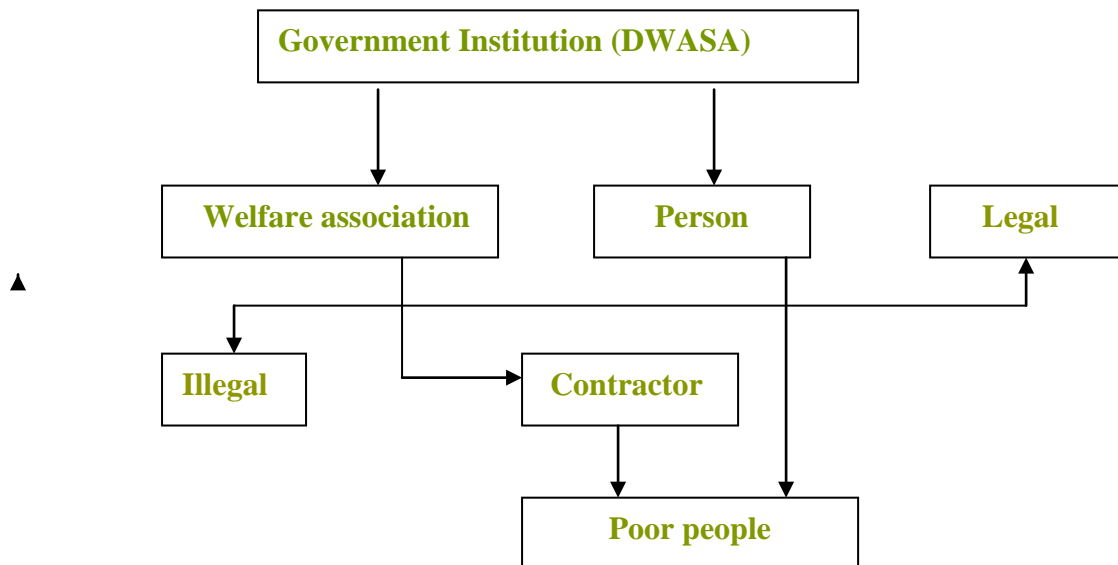 Government Institution (DWASA)
Welfare association
Person
Legal
Illegal
Contractor
Poor people